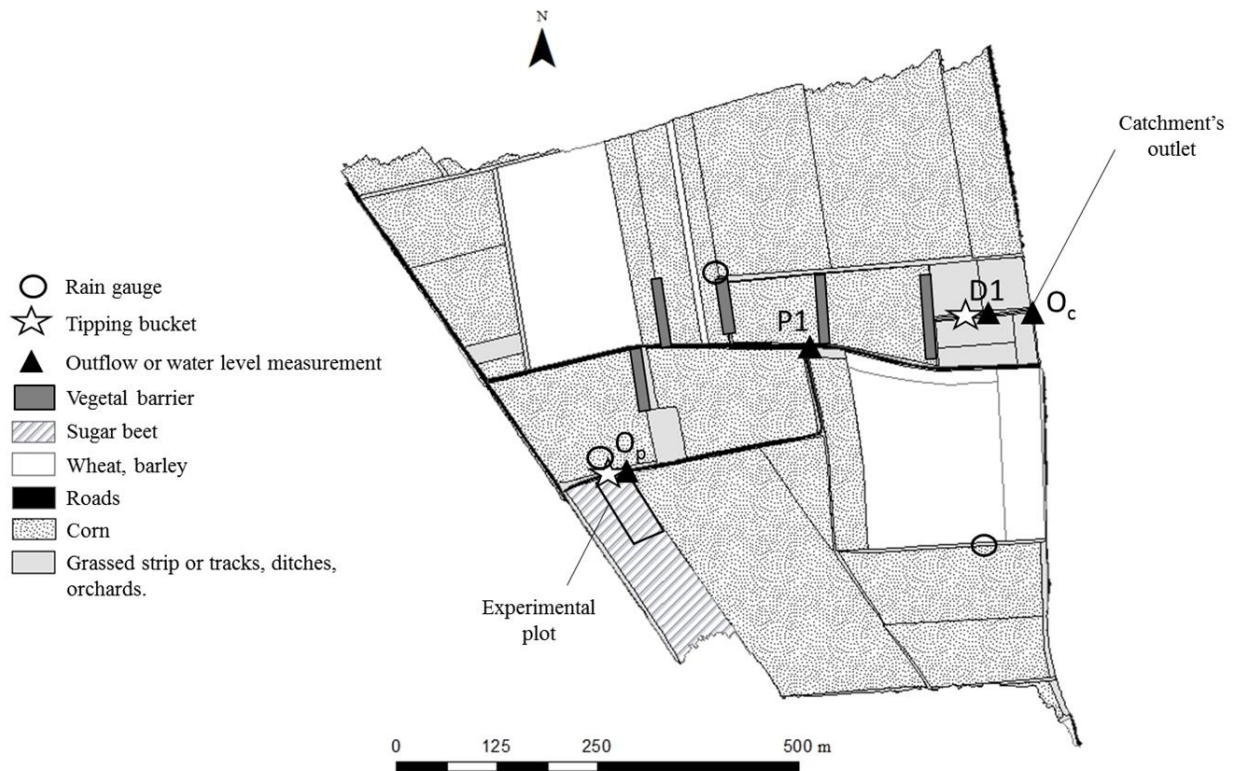 N
Catchment's
outlet
D1
O c
P1
O p
Rain gauge
Tipping bucket
Outflow or water level measurement
Vegetal barrier
Sugar beet
Wheat, barley
Roads
Corn
Grassed strip or tracks, ditches,
orchards.
Experimental
plot
0 125 250 500 m